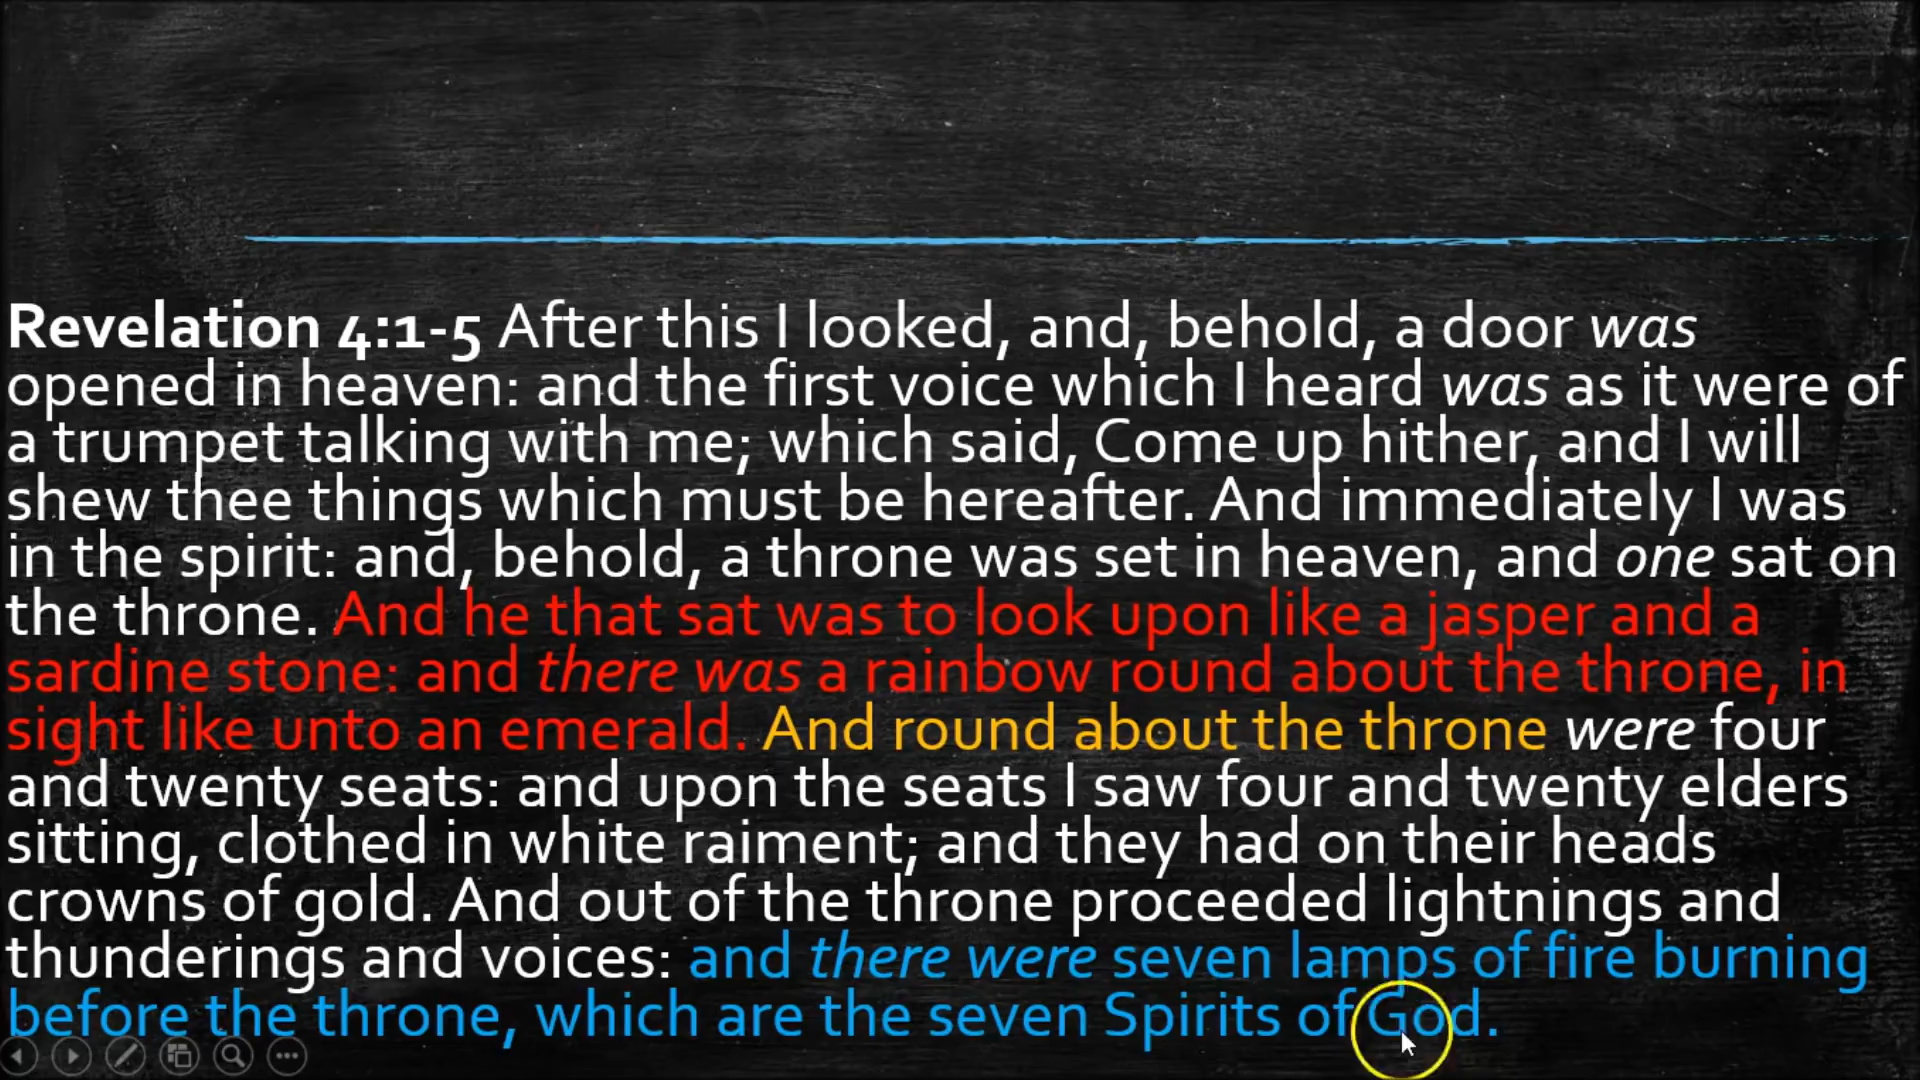 Revelation 4:1-5 After this I looked, and, behold, a door was
opened in heaven: and the first voice which I heard was as it were of
a trumpet talking with me; which said, Come up hither, and I will
shew thee things which must be hereafter. And immediately I was
in the spirit: and, behold, a throne was set in heaven, and one sat on
the throne. And he that sat was to look upon like a jasper and a
sardine stone: and there was a rainbow round about the throne, in
sight like unto an emerald. And round about the throne were four
and twenty seats: and upon the seats I saw four and twenty elders
sitting, clothed in white raiment; and they had on their heads
crowns of gold. And out of the throne proceeded lightnings and
thunderings and voices: and there were seven lamps of fire burning
before the throne, which are the seven Spirits of God.